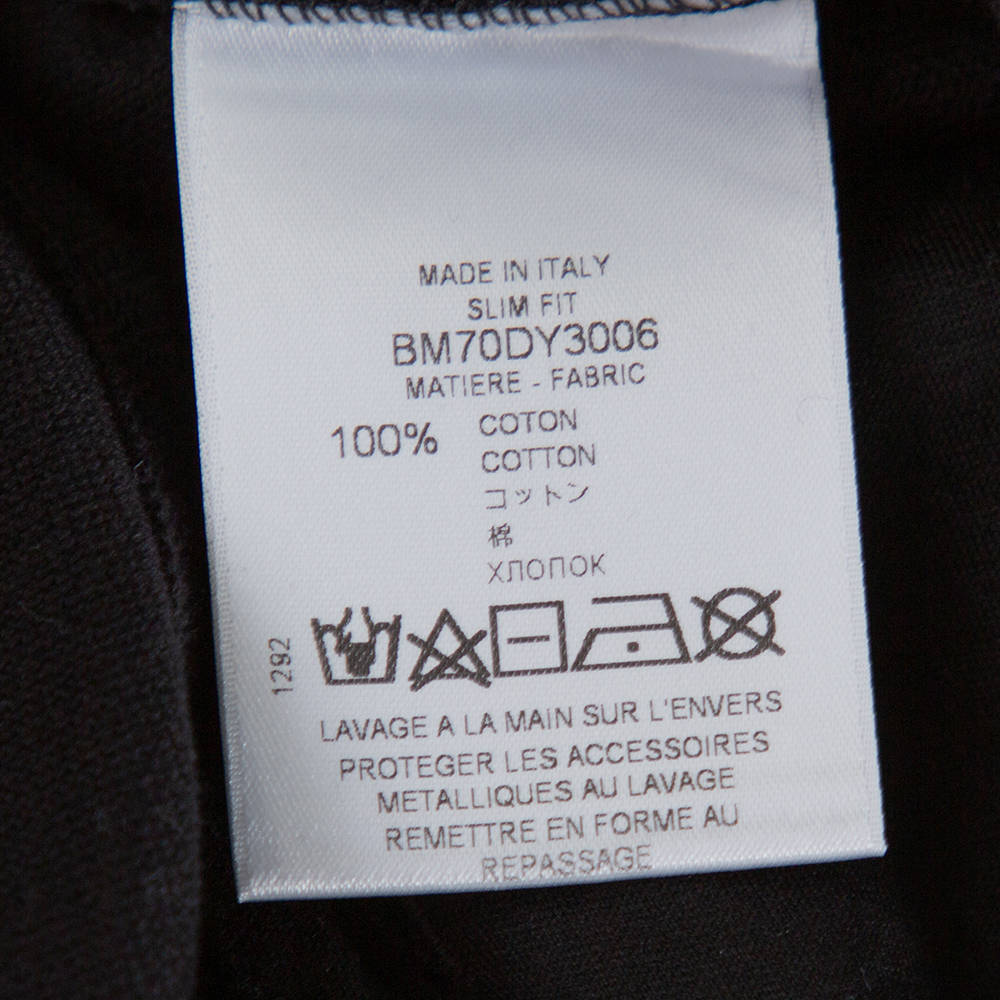 MADE IN ITALY
SLIM FIT
BM70DY3006
MATIERE - FABRIC
100% COTON
COTTON
コットン
棉
ХЛОПОК
1292
LAVAGE A LA MAIN SUR L'ENVERS
PROTEGER LES ACCESSOIRES
METALLIQUES AU LAVAGE
REMETTRE EN FORME AU
REPASSAGE